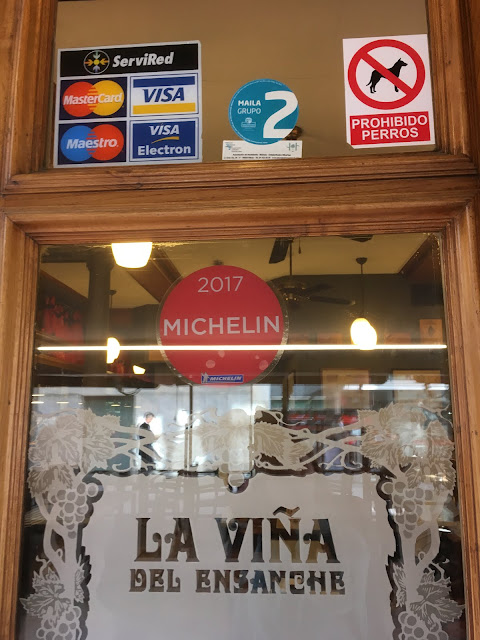 ServiRed
MasterCard
VISA
Maestro
VISA
Electron
MAILA
GRUPO
2
PROHIBIDO
PERROS
2017
MICHELIN
MICHELIN
LA VIÑA
DEL ENSANCHE